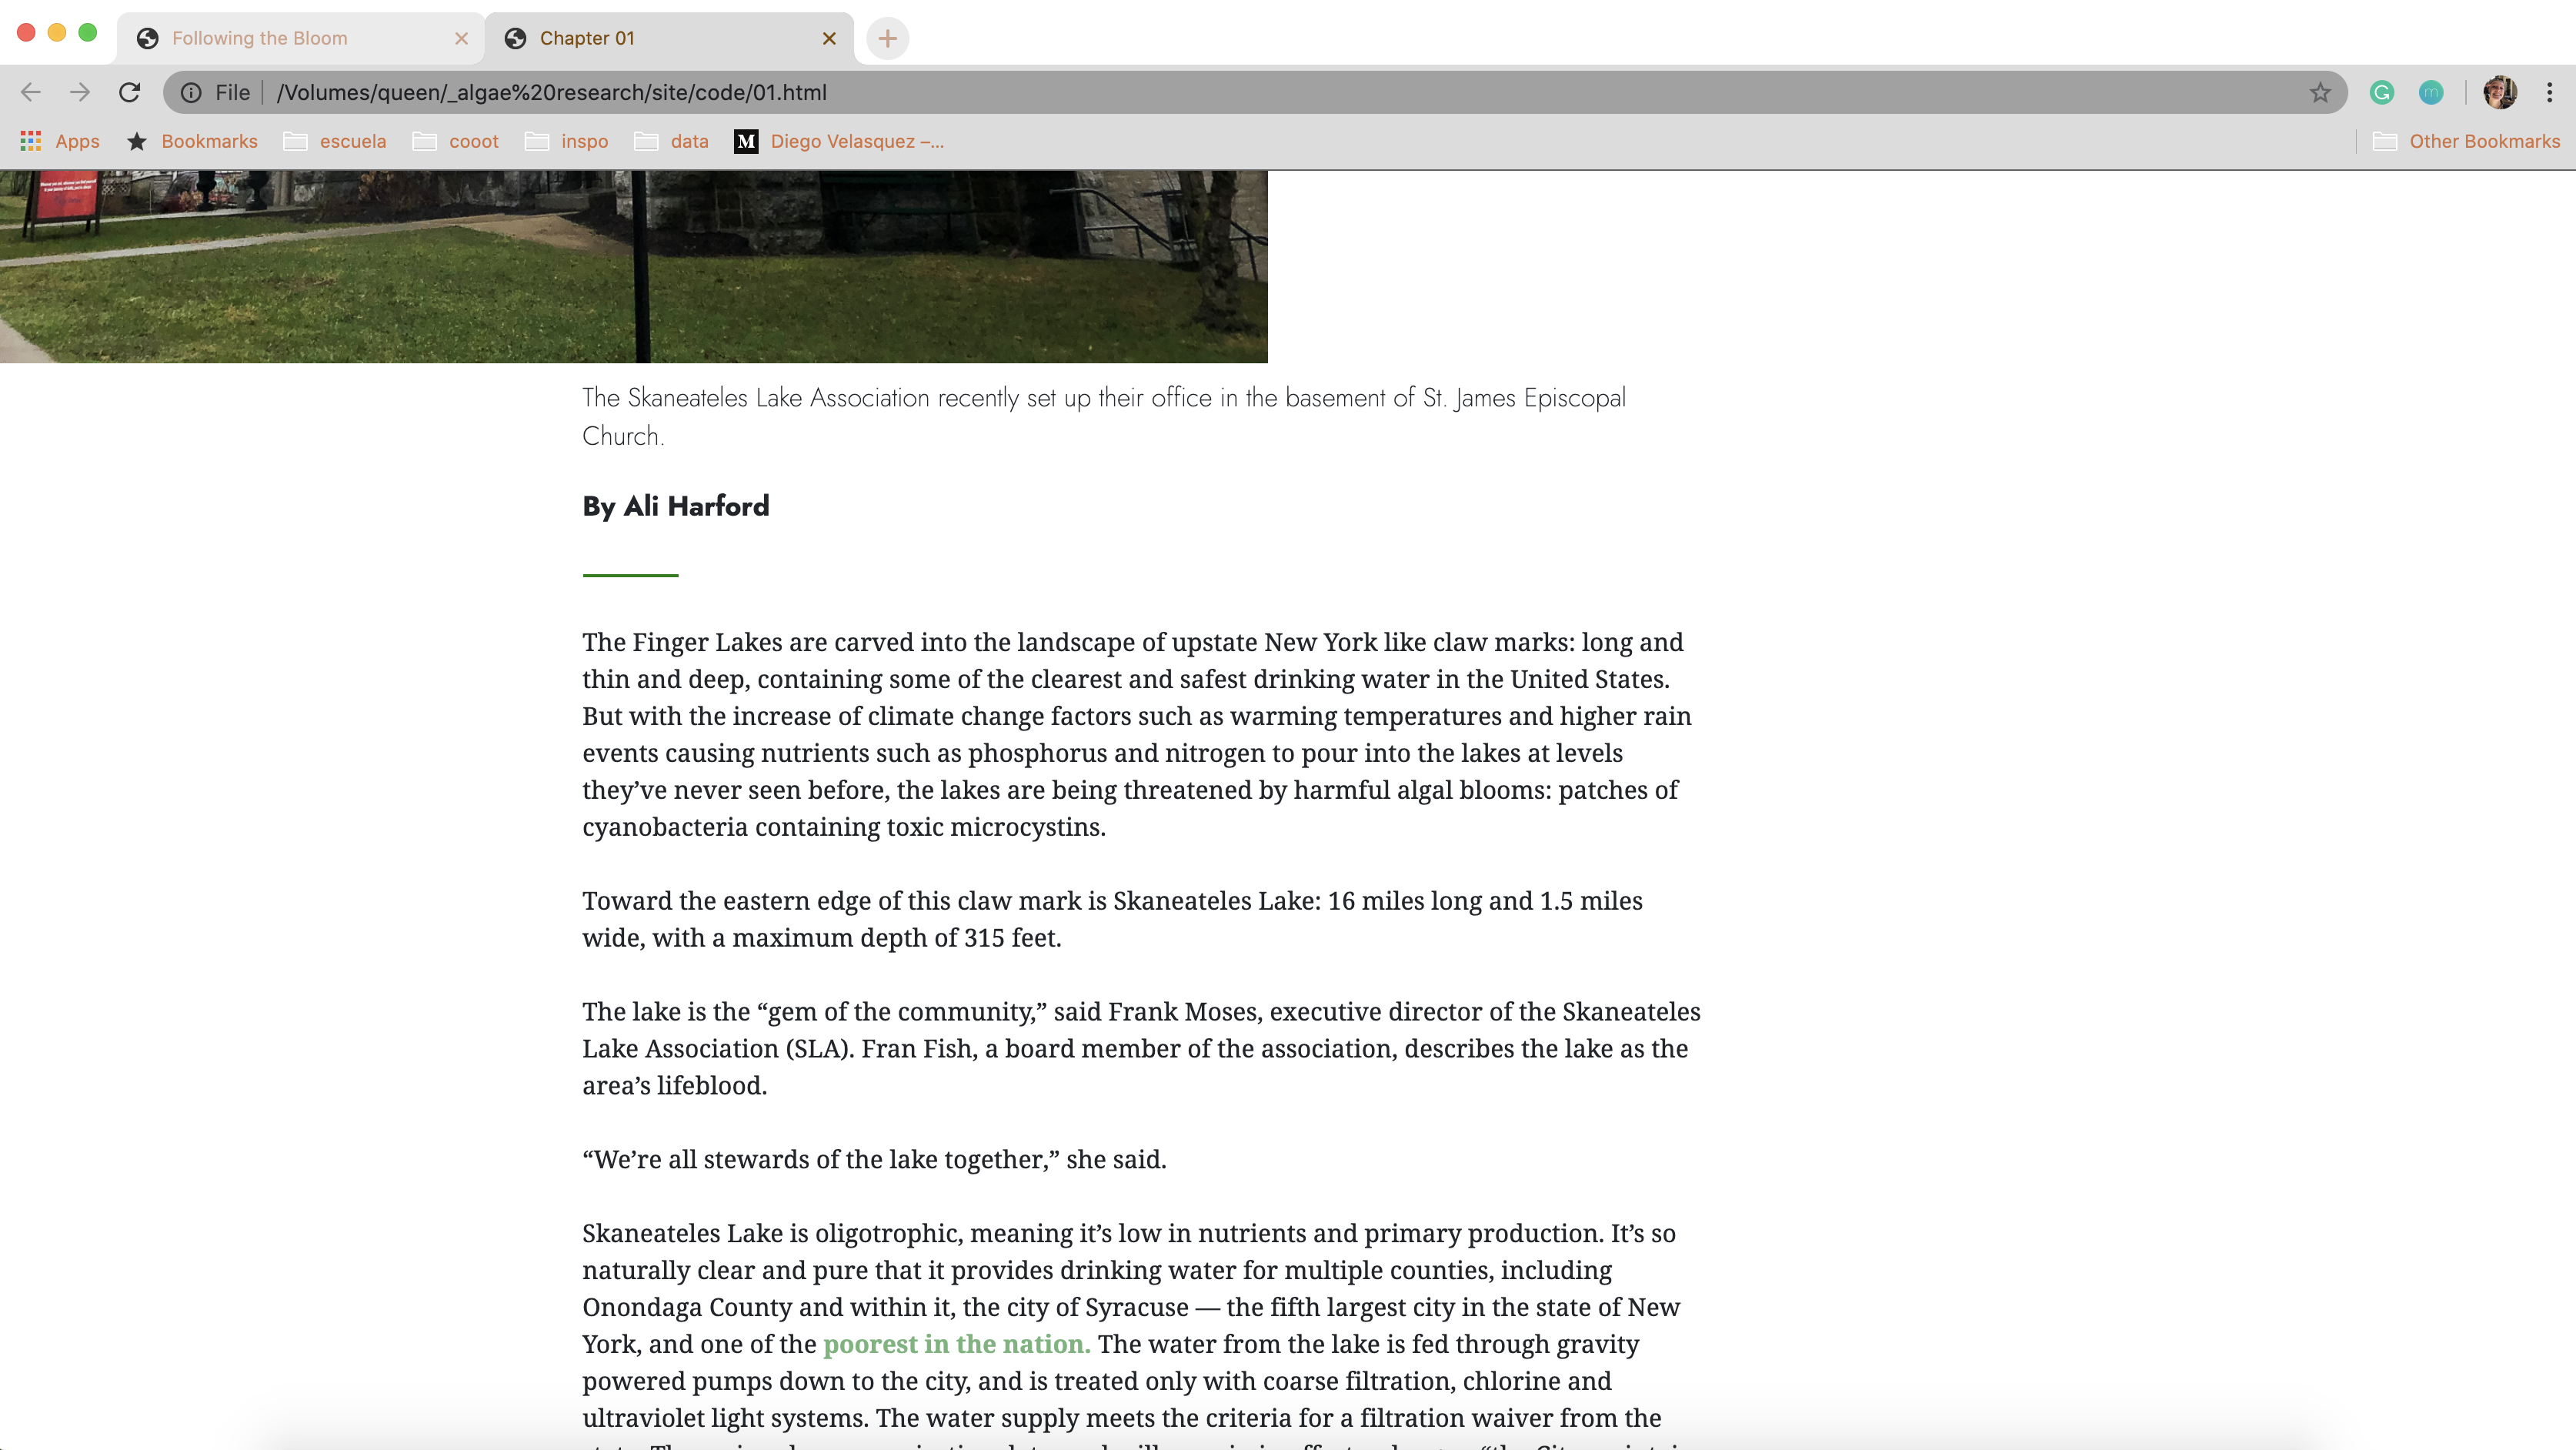 Following the Bloom
Chapter 01
File
/Volumes/queen/_algae%20research/site/code/01.html
Apps
Bookmarks
escuela
cooot
inspo
data
M
Diego Velasquez –...
Other Bookmarks
The Skaneateles Lake Association recently set up their office in the basement of St. James Episcopal
Church.
By Ali Harford
The Finger Lakes are carved into the landscape of upstate New York like claw marks: long and
thin and deep, containing some of the clearest and safest drinking water in the United States.
But with the increase of climate change factors such as warming temperatures and higher rain
events causing nutrients such as phosphorus and nitrogen to pour into the lakes at levels
they’ve never seen before, the lakes are being threatened by harmful algal blooms: patches of
cyanobacteria containing toxic microcystins.
Toward the eastern edge of this claw mark is Skaneateles Lake: 16 miles long and 1.5 miles
wide, with a maximum depth of 315 feet.
The lake is the “gem of the community,” said Frank Moses, executive director of the Skaneateles
Lake Association (SLA). Fran Fish, a board member of the association, describes the lake as the
area’s lifeblood.
“We’re all stewards of the lake together,” she said.
Skaneateles Lake is oligotrophic, meaning it’s low in nutrients and primary production. It’s so
naturally clear and pure that it provides drinking water for multiple counties, including
Onondaga County and within it, the city of Syracuse — the fifth largest city in the state of New
York, and one of the poorest in the nation. The water from the lake is fed through gravity
powered pumps down to the city, and is treated only with coarse filtration, chlorine and
ultraviolet light systems. The water supply meets the criteria for a filtration waiver from the